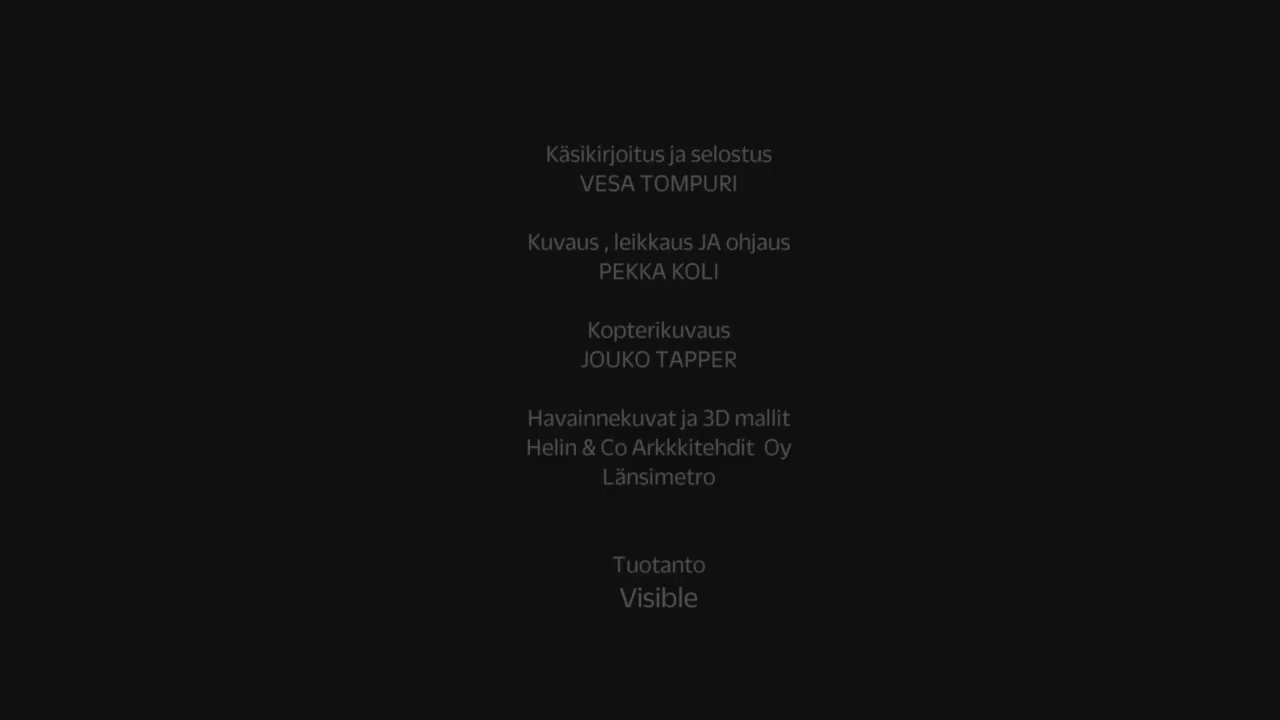 Käsikirjoitus ja selostus
VESA TOMPURI
Kuvaus , leikkaus JA ohjaus
PEKKA KOLI
Kopterikuvaus
JOUKO TAPPER
Havainnekuvat ja 3D mallit
Helin & Co Arkkkitehdit  Oy
Länsimetro
Tuotanto
Visible